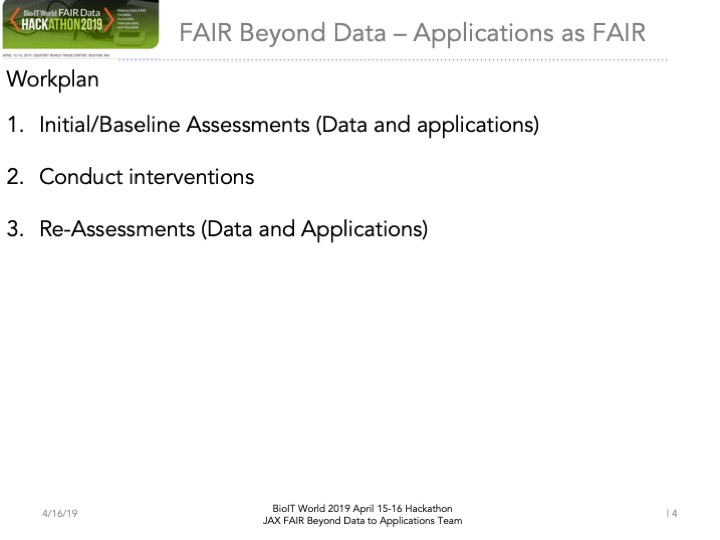 BioIT World FAIR Data
HACKATHON2019
FAIR Beyond Data – Applications as FAIR
Workplan
1. Initial/Baseline Assessments (Data and applications)
2. Conduct interventions
3. Re-Assessments (Data and Applications)
4/16/19
BioIT World 2019 April 15-16 Hackathon
JAX FAIR Beyond Data to Applications Team
| 4